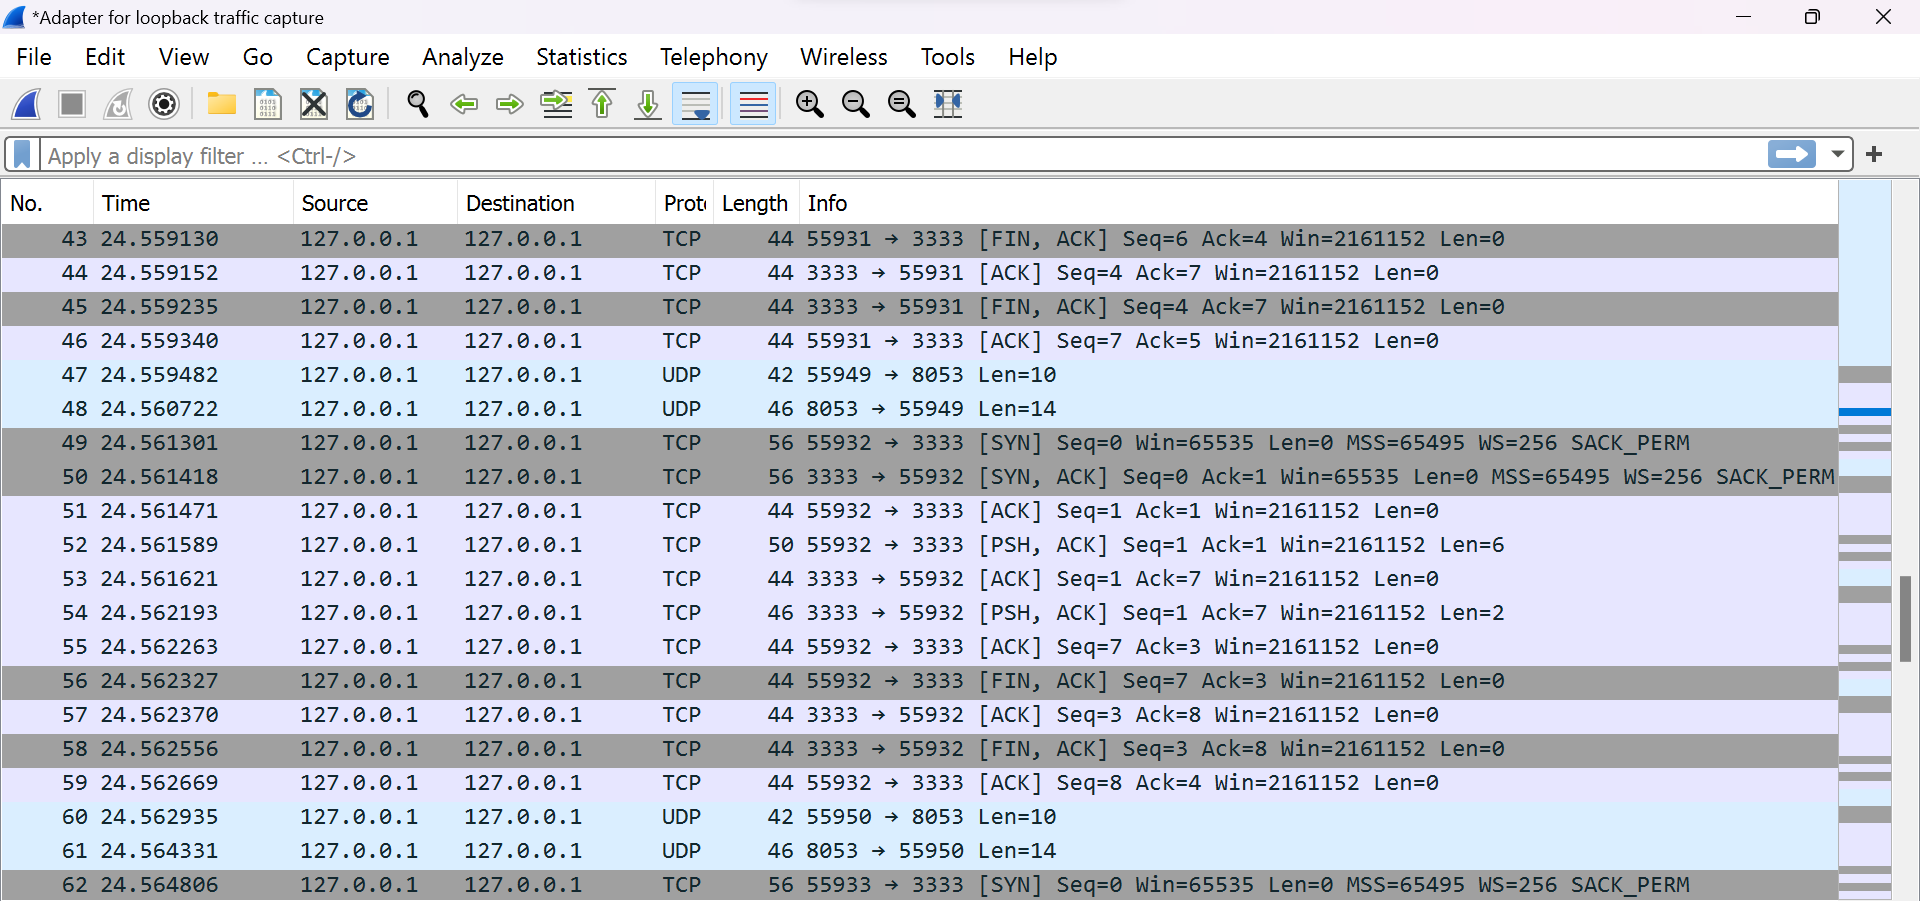 *Adapter for loopback traffic capture
File Edit View Go Capture Analyze Statistics Telephony Wireless Tools Help
Apply a display filter ... <Ctrl-/>
No. Time Source Destination Proto Length Info
43 24.559130 127.0.0.1 127.0.0.1 TCP 44 55931 → 3333 [FIN, ACK] Seq=6 Ack=4 Win=2161152 Len=0
44 24.559152 127.0.0.1 127.0.0.1 TCP 44 3333 → 55931 [ACK] Seq=4 Ack=7 Win=2161152 Len=0
45 24.559235 127.0.0.1 127.0.0.1 TCP 44 3333 → 55931 [FIN, ACK] Seq=4 Ack=7 Win=2161152 Len=0
46 24.559340 127.0.0.1 127.0.0.1 TCP 44 55931 → 3333 [ACK] Seq=7 Ack=5 Win=2161152 Len=0
47 24.559482 127.0.0.1 127.0.0.1 UDP 42 55949 → 8053 Len=10
48 24.560722 127.0.0.1 127.0.0.1 UDP 46 8053 → 55949 Len=14
49 24.561301 127.0.0.1 127.0.0.1 TCP 56 55932 → 3333 [SYN] Seq=0 Win=65535 Len=0 MSS=65495 WS=256 SACK_PERM
50 24.561418 127.0.0.1 127.0.0.1 TCP 56 3333 → 55932 [SYN, ACK] Seq=0 Ack=1 Win=65535 Len=0 MSS=65495 WS=256 SACK_PERM
51 24.561471 127.0.0.1 127.0.0.1 TCP 44 55932 → 3333 [ACK] Seq=1 Ack=1 Win=2161152 Len=0
52 24.561589 127.0.0.1 127.0.0.1 TCP 50 55932 → 3333 [PSH, ACK] Seq=1 Ack=1 Win=2161152 Len=6
53 24.561621 127.0.0.1 127.0.0.1 TCP 44 3333 → 55932 [ACK] Seq=1 Ack=7 Win=2161152 Len=0
54 24.562193 127.0.0.1 127.0.0.1 TCP 46 3333 → 55932 [PSH, ACK] Seq=1 Ack=7 Win=2161152 Len=2
55 24.562263 127.0.0.1 127.0.0.1 TCP 44 55932 → 3333 [ACK] Seq=7 Ack=3 Win=2161152 Len=0
56 24.562327 127.0.0.1 127.0.0.1 TCP 44 55932 → 3333 [FIN, ACK] Seq=7 Ack=3 Win=2161152 Len=0
57 24.562370 127.0.0.1 127.0.0.1 TCP 44 3333 → 55932 [ACK] Seq=3 Ack=8 Win=2161152 Len=0
58 24.562556 127.0.0.1 127.0.0.1 TCP 44 3333 → 55932 [FIN, ACK] Seq=3 Ack=8 Win=2161152 Len=0
59 24.562669 127.0.0.1 127.0.0.1 TCP 44 55932 → 3333 [ACK] Seq=8 Ack=4 Win=2161152 Len=0
60 24.562935 127.0.0.1 127.0.0.1 UDP 42 55950 → 8053 Len=10
61 24.564331 127.0.0.1 127.0.0.1 UDP 46 8053 → 55950 Len=14
62 24.564806 127.0.0.1 127.0.0.1 TCP 56 55933 → 3333 [SYN] Seq=0 Win=65535 Len=0 MSS=65495 WS=256 SACK_PERM